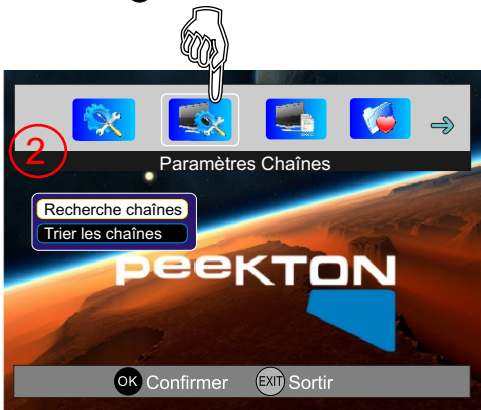 2
Paramètres Chaînes
Recherche chaînes
Trier les chaînes
PEEKTON
OK Confirmer EXIT Sortir